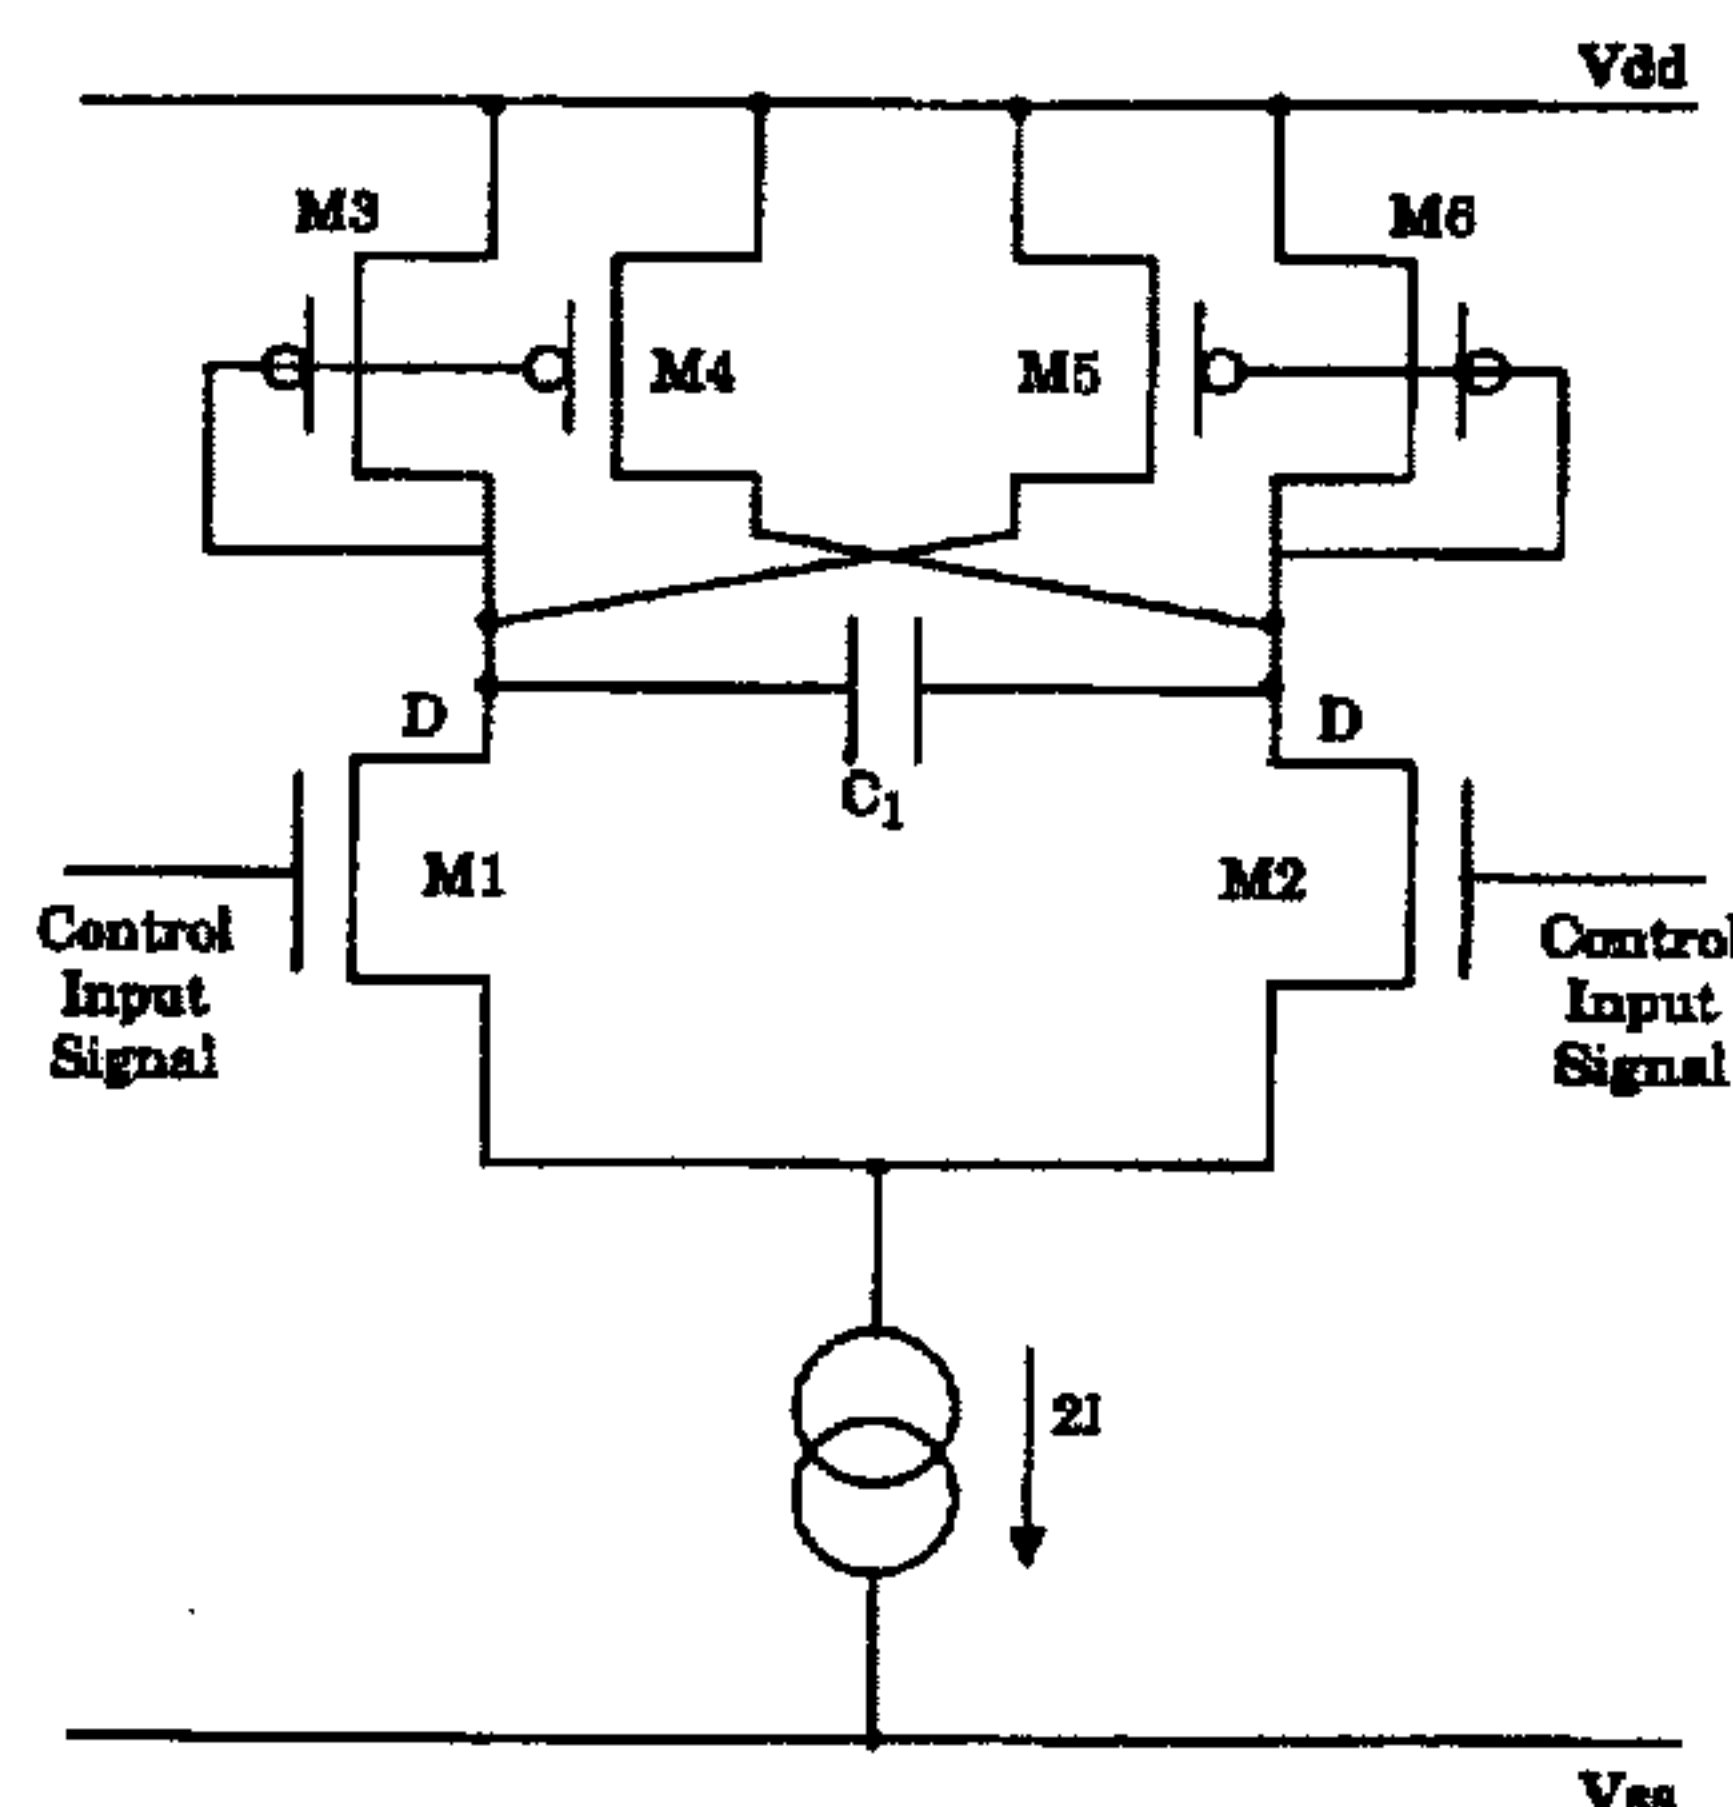 Vdd
M3
M6
M4
M5
D
D
C1
M1
M2
Control
Input
Signal
Control
Input
Signal
2I
Vss